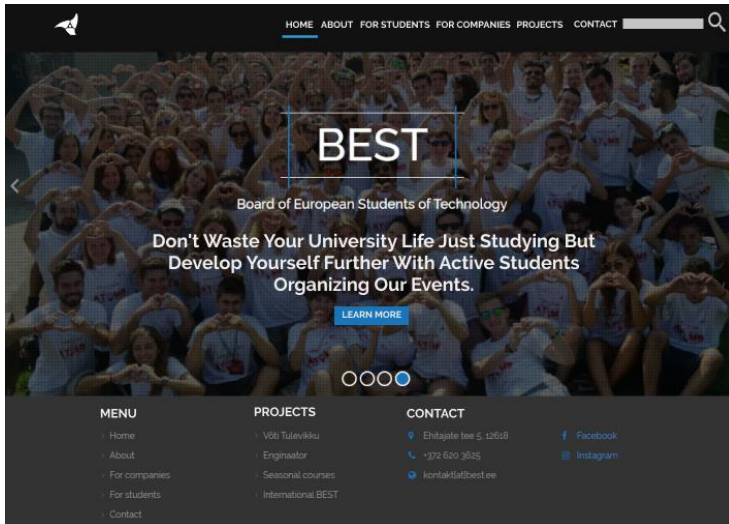 HOME ABOUT FOR STUDENTS FOR COMPANIES PROJECTS CONTACT
BEST
Board of European Students of Technology
Don't Waste Your University Life Just Studying But
Develop Yourself Further With Active Students
Organizing Our Events.
LEARN MORE
MENU
Home
About
For companies
For students
Contact
PROJECTS
Võti Tulevikku
Enginaator
Seasonal courses
International BEST
CONTACT
Ehitajate tee 5, 12618
+372 620 3625
kontakt[at]best.ee
Facebook
Instagram